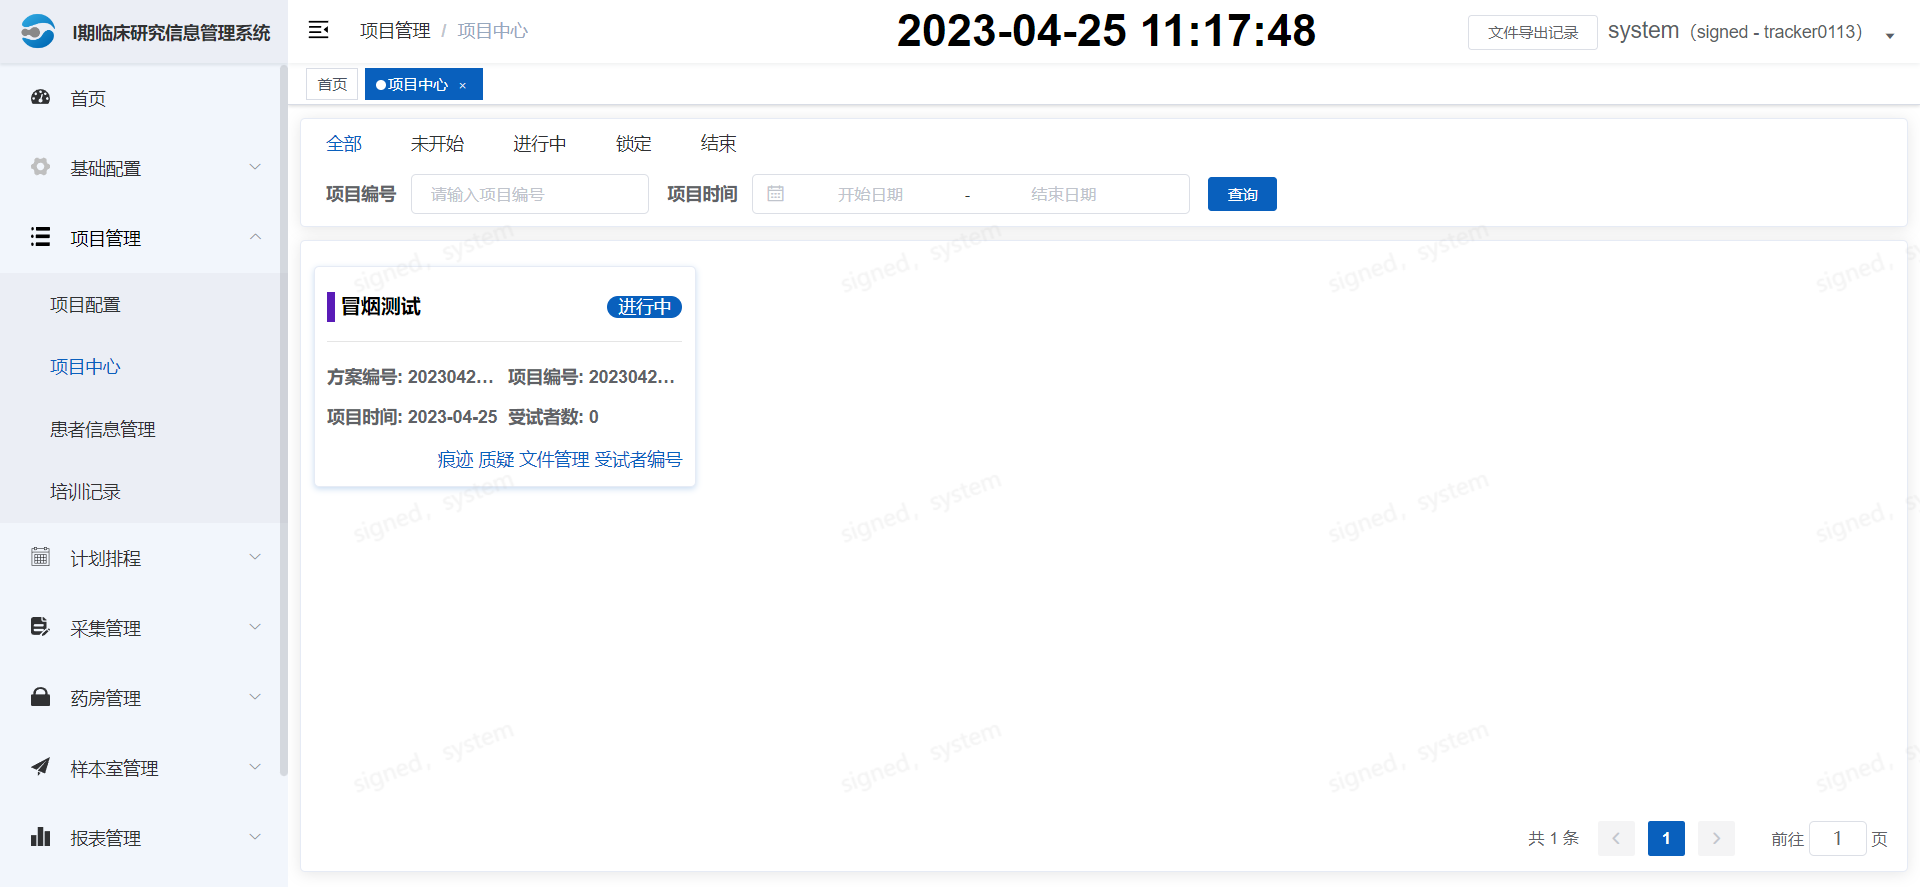 I期临床研究信息管理系统
项目管理 / 项目中心
2023-04-25 11:17:48
文件导出记录
system（signed - tracker0113）
首页
项目中心 ×
首页
基础配置
项目管理
项目配置
项目中心
患者信息管理
培训记录
计划排程
采集管理
药房管理
样本室管理
报表管理
全部 未开始 进行中 锁定 结束
项目编号 请输入项目编号 项目时间 开始日期 - 结束日期 查询
冒烟测试 进行中
方案编号: 2023042... 项目编号: 2023042...
项目时间: 2023-04-25 受试者数: 0
痕迹 质疑 文件管理 受试者编号
signed，system signed，system signed，system signed，sy
signed，system signed，system signed，system signed，sy
signed，system signed，system signed，system signed，sy
共 1 条 1 前往 1 页